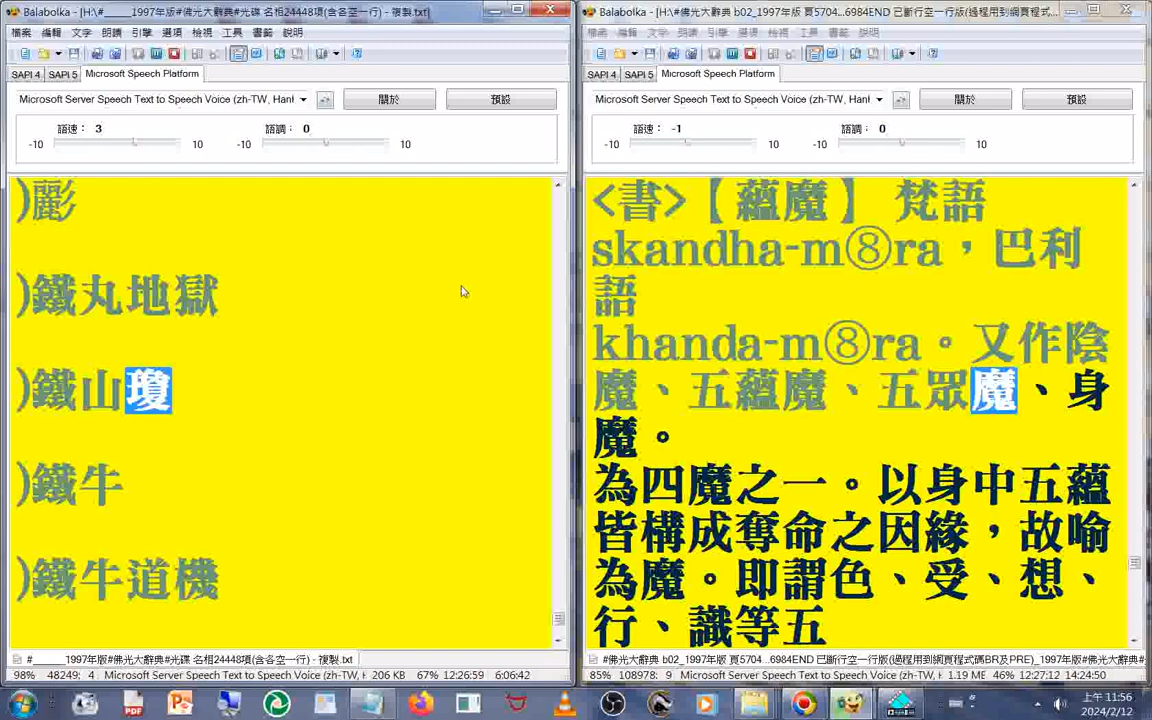 Balabolka - [H:\#_____1997年版#佛光大辭典#光碟 名相24448項(含各空一行) - 複製.txt]
檔案 編輯 文字 朗讀 引擎 選項 檢視 工具 書籤 說明
SAPI 4 SAPI 5 Microsoft Speech Platform
Microsoft Server Speech Text to Speech Voice (zh-TW, Han
關於
預設
語速： 3
語調： 0
-10 10 -10 10
)麗彡
)鐵丸地獄
)鐵山瓊
)鐵牛
)鐵牛道機
#_____1997年版#佛光大辭典#光碟 名相24448項(含各空一行) - 複製.txt
98% 48249; 4 Microsoft Server Speech Text to Speech Voice (zh-TW, H 206 KB 67% 12:26:59 6:06:42
Balabolka - [H:\#佛光大辭典 b02_1997年版 頁5704...6984END 已斷行空一行版(過程用到網頁程式...
檔案 編輯 文字 朗讀 引擎 選項 檢視 工具 書籤 說明
SAPI 4 SAPI 5 Microsoft Speech Platform
Microsoft Server Speech Text to Speech Voice (zh-TW, Han
關於
預設
語速： -1
語調： 0
-10 10 -10 10
<書>【蘊魔】 梵語
skandha-m⑧ra，巴利
語
khanda-m⑧ra。又作陰
魔、五蘊魔、五眾魔、身
魔。
為四魔之一。以身中五蘊
皆構成奪命之因緣，故喻
為魔。即謂色、受、想、
行、識等五
#佛光大辭典 b02_1997年版 頁5704...6984END 已斷行空一行版(過程用到網頁程式碼BR及PRE)_1997年版#
85% 108978; 9 Microsoft Server Speech Text to Speech Voice (zh-TW, 1.19 ME 46% 12:27:12 14:24:50
上午 11:56
2024/2/12